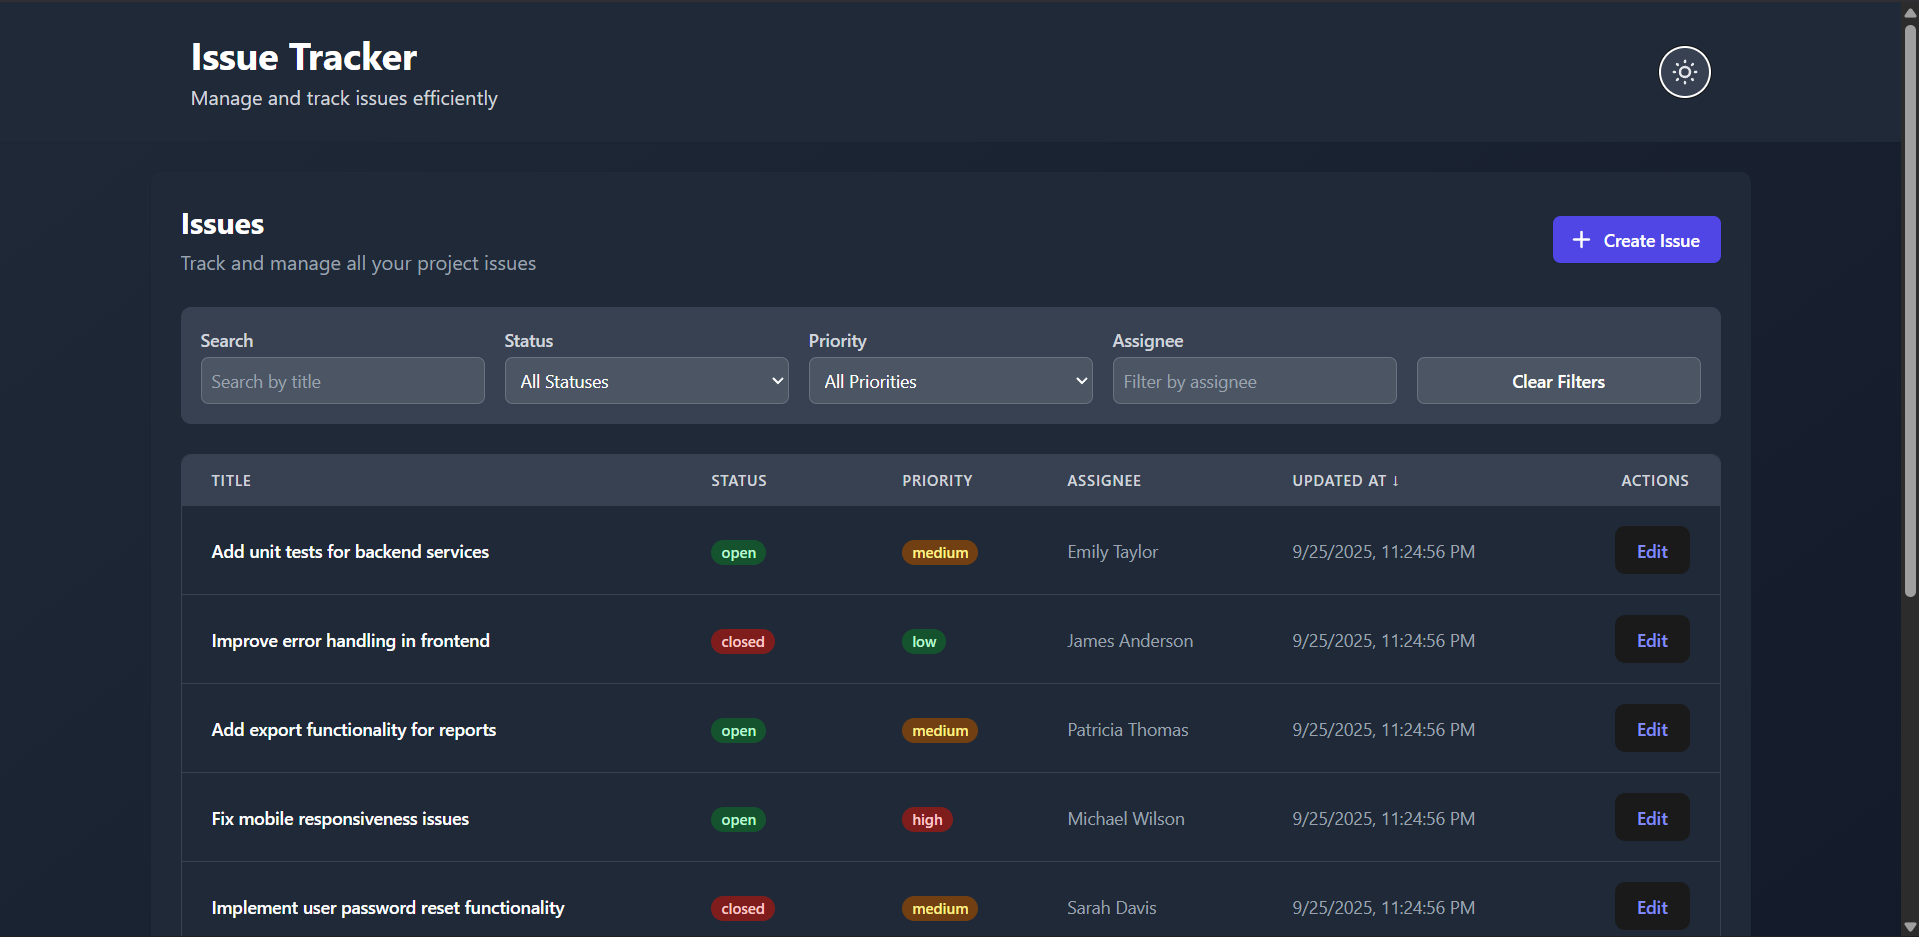 Issue Tracker
Manage and track issues efficiently
Issues
Track and manage all your project issues
Create Issue
Search Status Priority Assignee
Search by title All Statuses All Priorities Filter by assignee Clear Filters
TITLE STATUS PRIORITY ASSIGNEE UPDATED AT ↓ ACTIONS
Add unit tests for backend services open medium Emily Taylor 9/25/2025, 11:24:56 PM Edit
Improve error handling in frontend closed low James Anderson 9/25/2025, 11:24:56 PM Edit
Add export functionality for reports open medium Patricia Thomas 9/25/2025, 11:24:56 PM Edit
Fix mobile responsiveness issues open high Michael Wilson 9/25/2025, 11:24:56 PM Edit
Implement user password reset functionality closed medium Sarah Davis 9/25/2025, 11:24:56 PM Edit